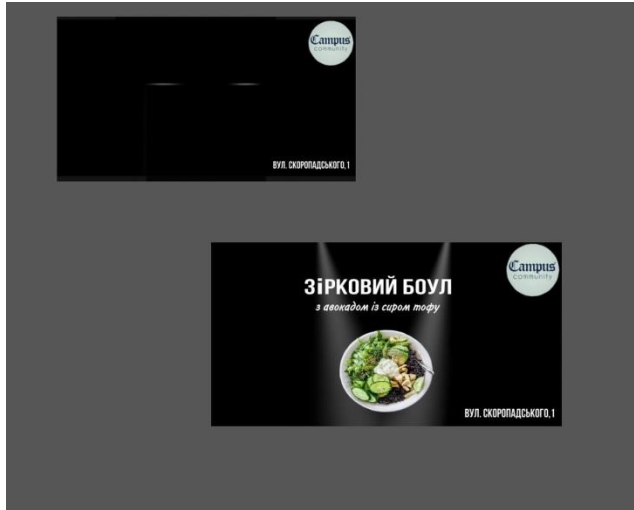 Campus
COMMUNITY
ВУЛ. СКОРОПАДСЬКОГО,1
ЗІРКОВИЙ БОУЛ
з авокадом із сиром тофу
Campus
COMMUNITY
ВУЛ. СКОРОПАДСЬКОГО,1